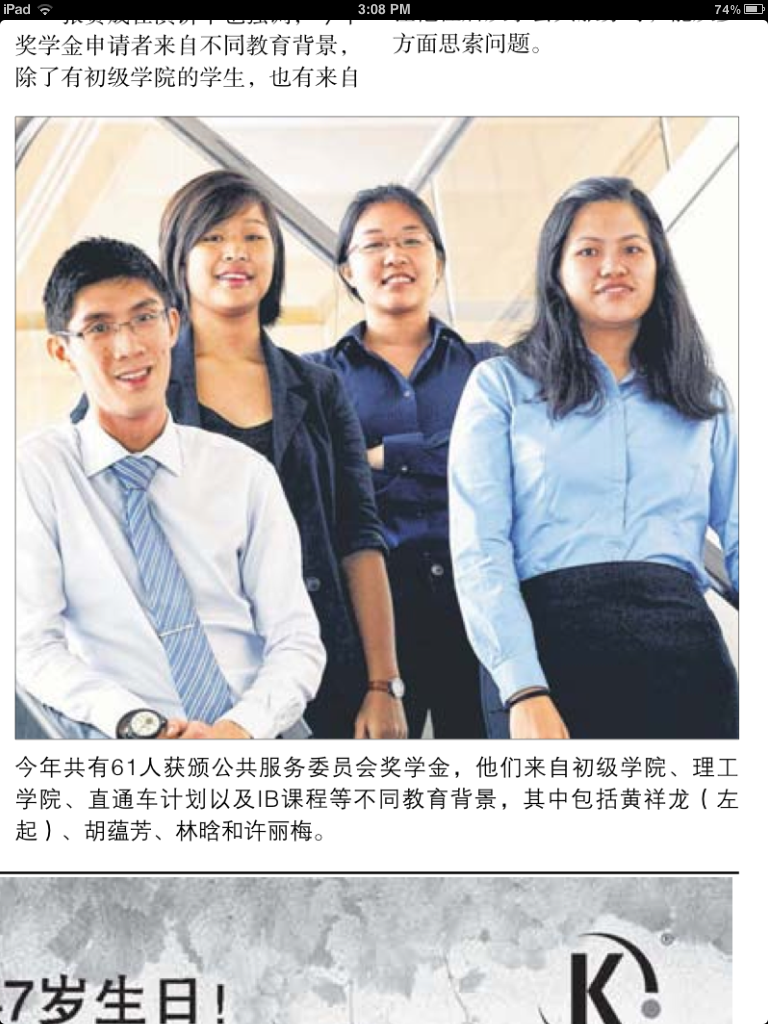 iPad 3:08 PM 74%
奖学金申请者来自不同教育背景，
除了有初级学院的学生，也有来自
方面思索问题。
今年共有61人获颁公共服务委员会奖学金，他们来自初级学院、理工
学院、直通车计划以及IB课程等不同教育背景，其中包括黄祥龙（左
起）、胡蕴芳、林晗和许丽梅。
7岁生日！
K ®